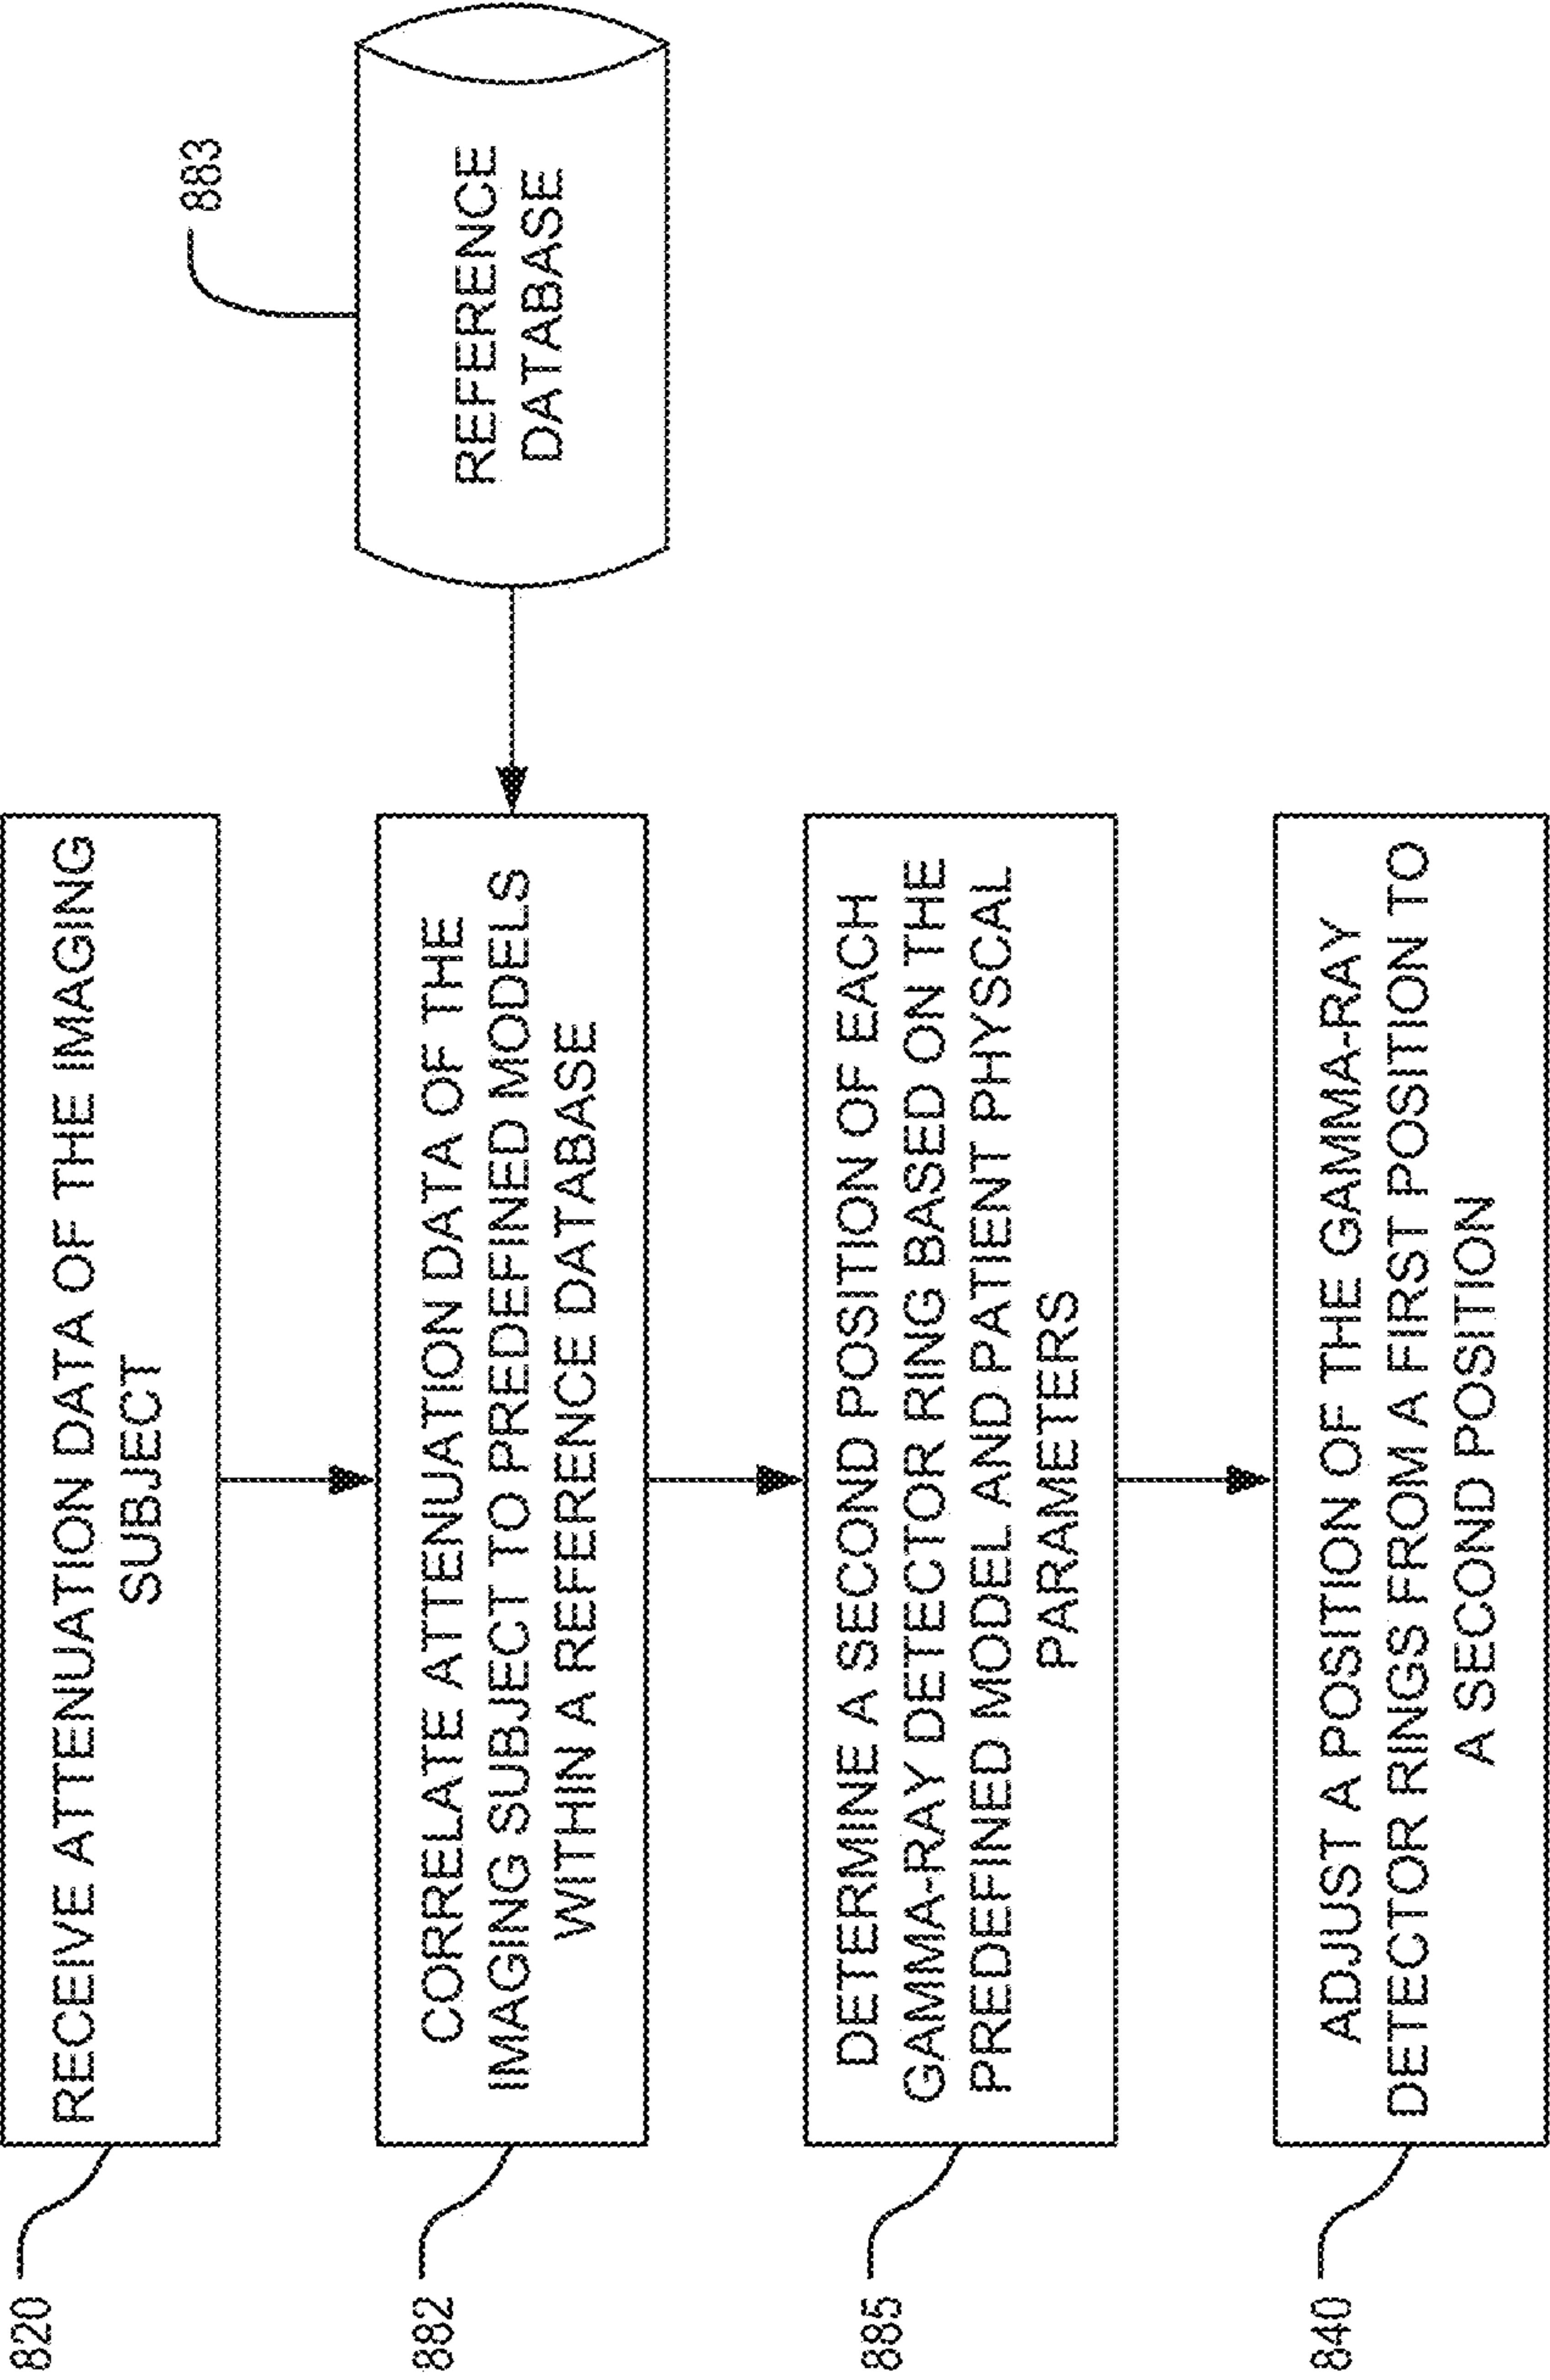 820
RECEIVE ATTENUATION DATA OF THE IMAGING
SUBJECT
882
CORRELATE ATTENUATION DATA OF THE
IMAGING SUBJECT TO PREDEFINED MODELS
WITHIN A REFERENCE DATABASE
883
REFERENCE
DATABASE
885
DETERMINE A SECOND POSITION OF EACH
GAMMA-RAY DETECTOR RING BASED ON THE
PREDEFINED MODEL AND PATIENT PHYSCAL
PARAMETERS
840
ADJUST A POSITION OF THE GAMMA-RAY
DETECTOR RINGS FROM A FIRST POSITION TO
A SECOND POSITION